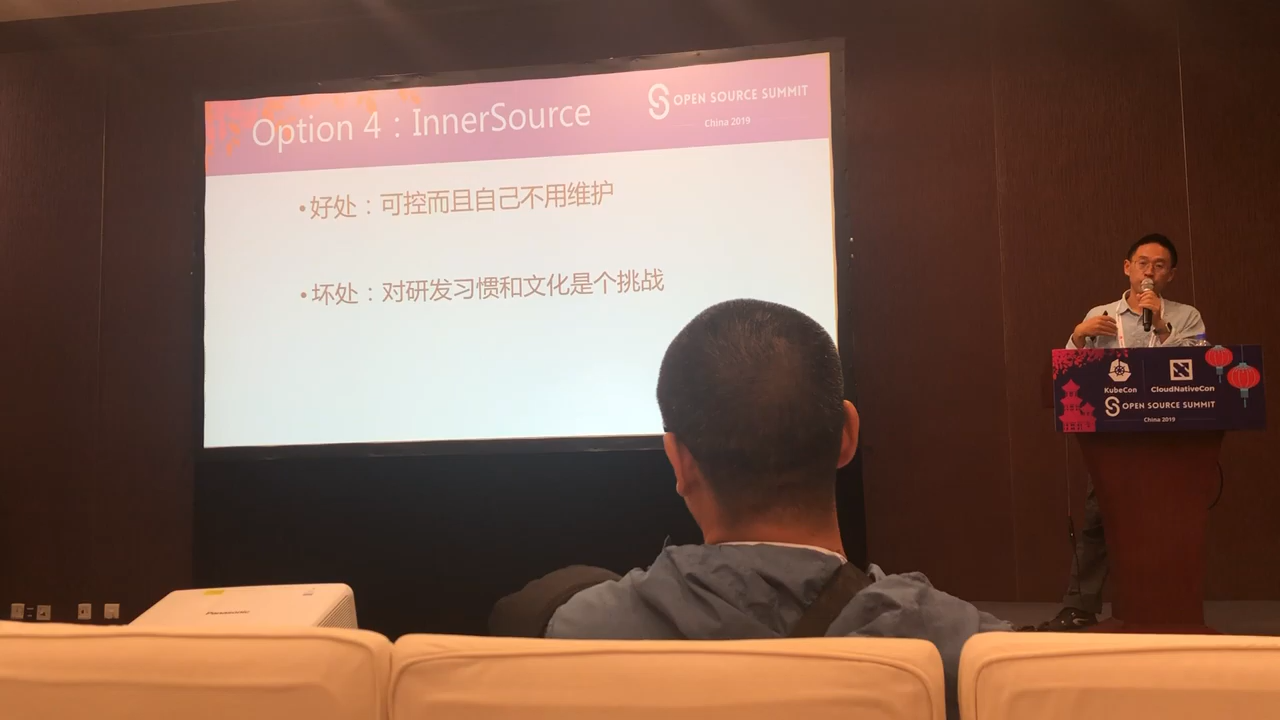 Option 4：InnerSource
OPEN SOURCE SUMMIT
China 2019
•好处：可控而且自己不用维护
•坏处：对研发习惯和文化是个挑战
KubeCon
CloudNativeCon
OPEN SOURCE SUMMIT
China 2019
Panasonic